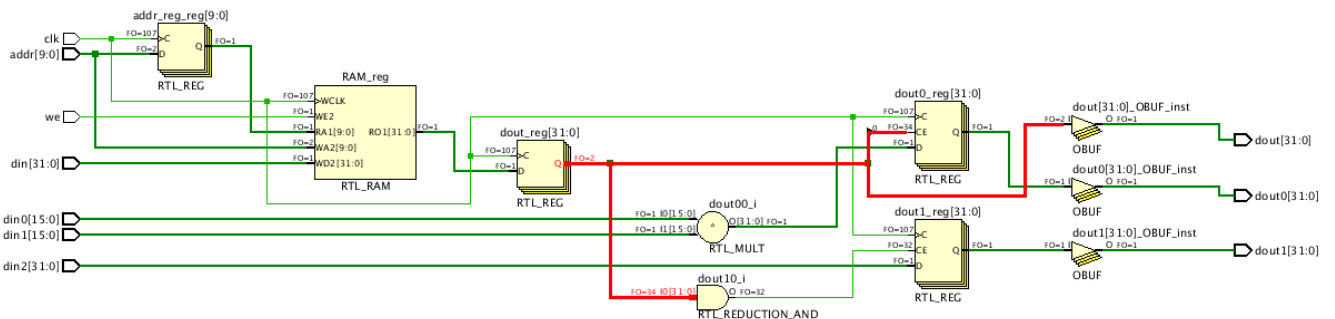 addr_reg_reg[9:0]
clk
FO=107
C
addr[9:0]
FO=2
D
Q
FO=1
RTL_REG
RAM_reg
FO=107
WCLK
we
FO=1
WE2
FO=1
RA1[9:0]
RO1[31:0]
FO=1
FO=2
WA2[9:0]
din[31:0]
FO=1
WD2[31:0]
RTL_RAM
dout_reg[31:0]
FO=107
C
FO=1
D
Q
FO=2
RTL_REG
din0[15:0]
din1[15:0]
dout00_i
FO=1 I0[15:0]
FO=1 I1[15:0]
*
O[31:0] FO=1
RTL_MULT
din2[31:0]
dout10_i
FO=34 I0[31:0]
O FO=32
RTL_REDUCTION_AND
dout0_reg[31:0]
FO=107
C
0
FO=34
CE
FO=1
D
Q
FO=1
RTL_REG
dout1_reg[31:0]
FO=107
C
FO=32
CE
FO=1
D
Q
FO=1
RTL_REG
dout[31:0]_OBUF_inst
FO=2 I
O FO=1
OBUF
dout[31:0]
dout0[31:0]_OBUF_inst
FO=1 I
O FO=1
OBUF
dout0[31:0]
dout1[31:0]_OBUF_inst
FO=1 I
O FO=1
OBUF
dout1[31:0]